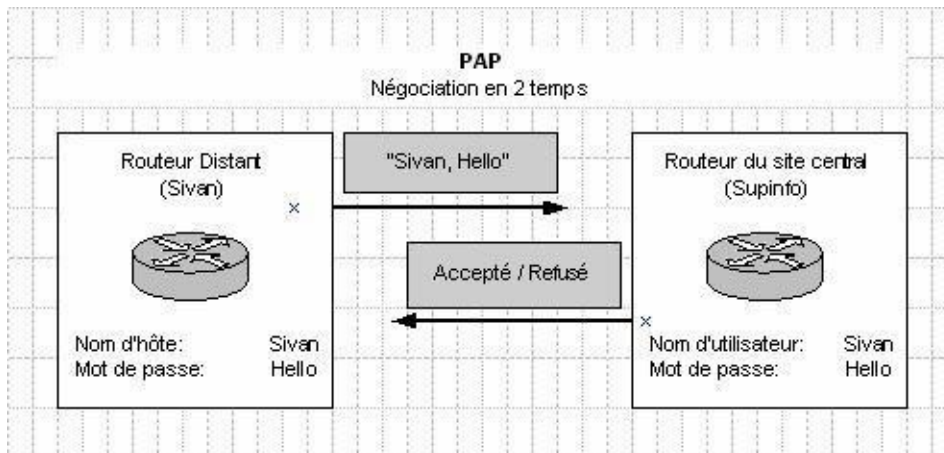 PAP
Négociation en 2 temps
Routeur Distant
(Sivan)
"Sivan, Hello"
Routeur du site central
(Supinfo)
Accepté / Refusé
Nom d'hôte: Sivan
Mot de passe: Hello
Nom d'utilisateur: Sivan
Mot de passe: Hello